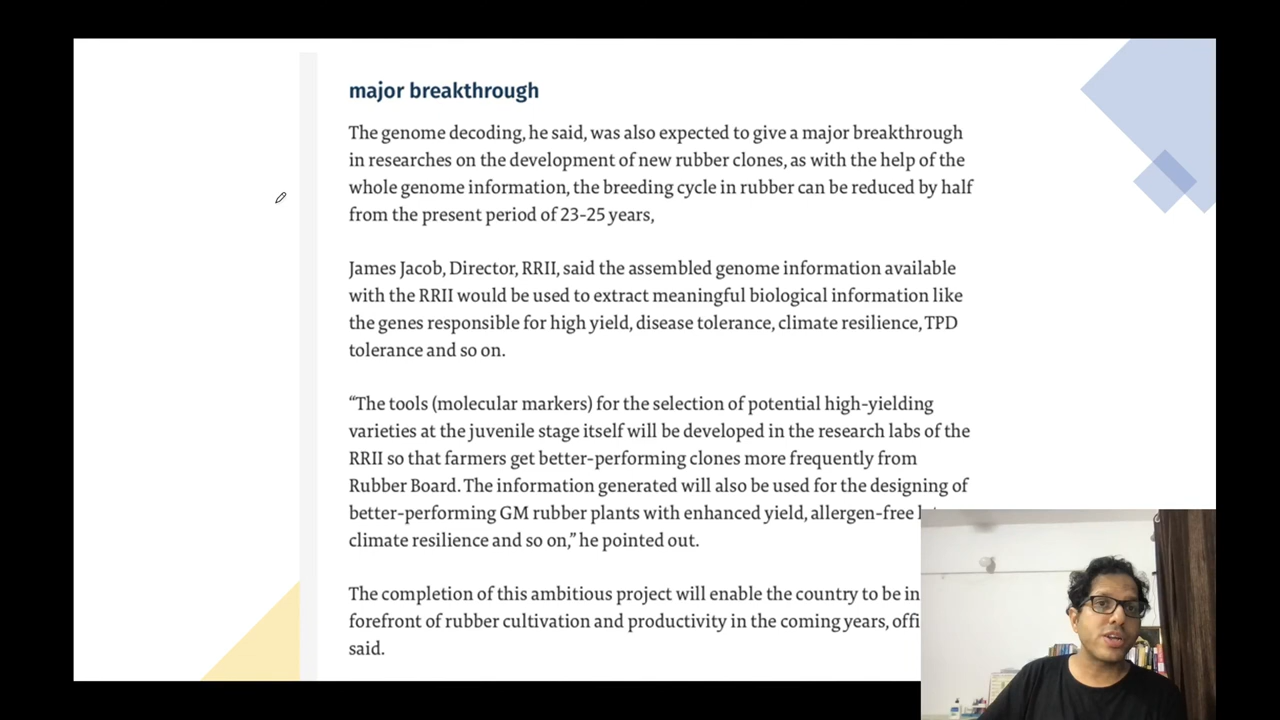 major breakthrough
The genome decoding, he said, was also expected to give a major breakthrough
in researches on the development of new rubber clones, as with the help of the
whole genome information, the breeding cycle in rubber can be reduced by half
from the present period of 23-25 years,
James Jacob, Director, RRII, said the assembled genome information available
with the RRII would be used to extract meaningful biological information like
the genes responsible for high yield, disease tolerance, climate resilience, TPD
tolerance and so on.
“The tools (molecular markers) for the selection of potential high-yielding
varieties at the juvenile stage itself will be developed in the research labs of the
RRII so that farmers get better-performing clones more frequently from
Rubber Board. The information generated will also be used for the designing of
better-performing GM rubber plants with enhanced yield, allergen-free
climate resilience and so on,” he pointed out.
The completion of this ambitious project will enable the country to be in
forefront of rubber cultivation and productivity in the coming years,
said.